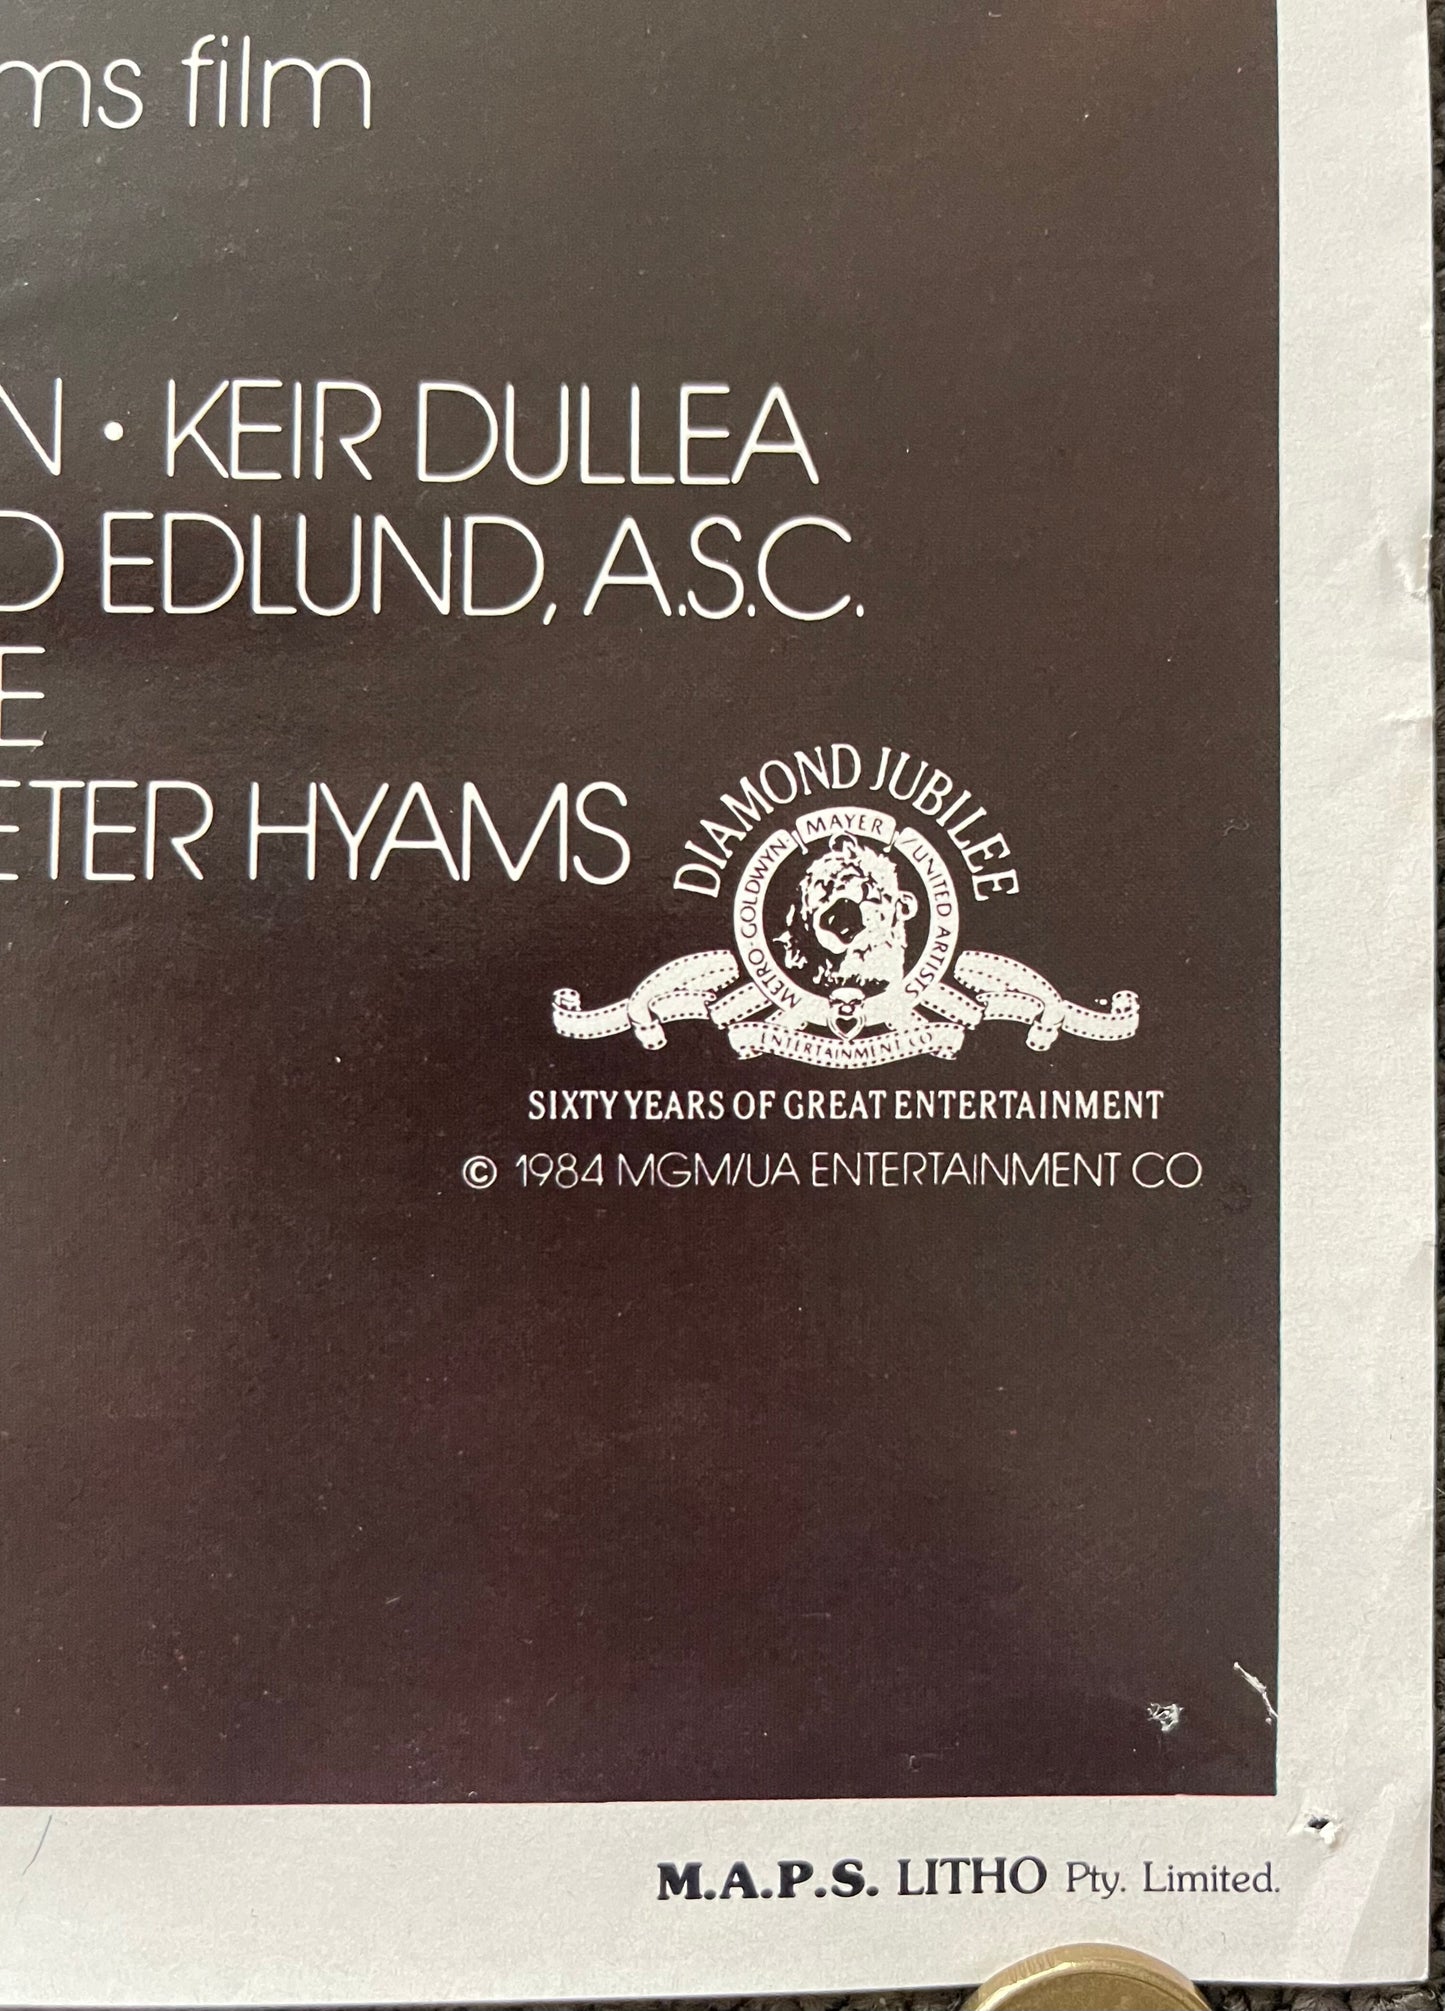 ms film
N • KEIR DULLEA
D EDLUND, A.S.C.
E
ETER HYAMS
DIAMOND JUBILEE
METRO-GOLDWYN- MAYER /UNITED ARTISTS
ENTERTAINMENT CO
SIXTY YEARS OF GREAT ENTERTAINMENT
© 1984 MGM/UA ENTERTAINMENT CO.
M.A.P.S. LITHO Pty. Limited.